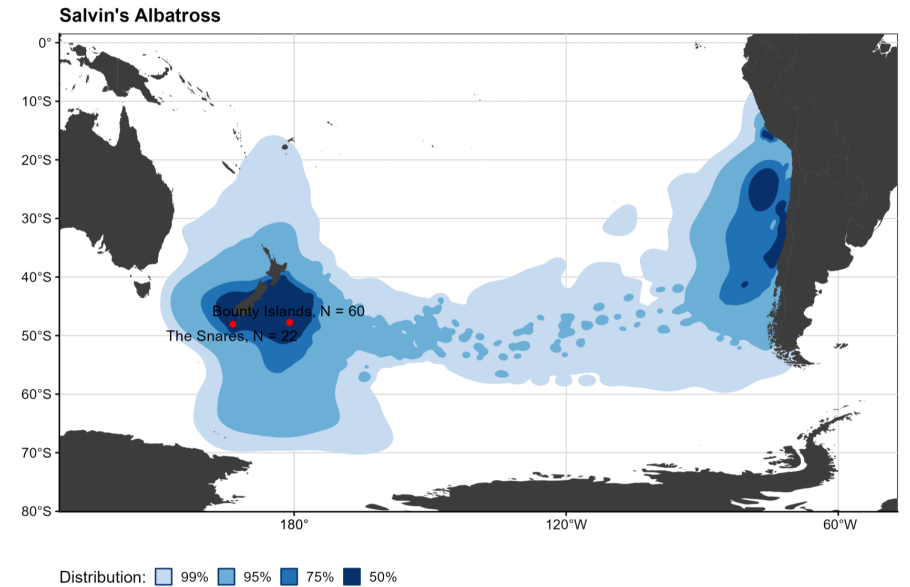 Salvin's Albatross
0°
10°S
20°S
30°S
40°S
50°S
60°S
70°S
80°S
Bounty Islands, N = 60
The Snares, N = 22
180°
120°W
60°W
Distribution: 99% 95% 75% 50%